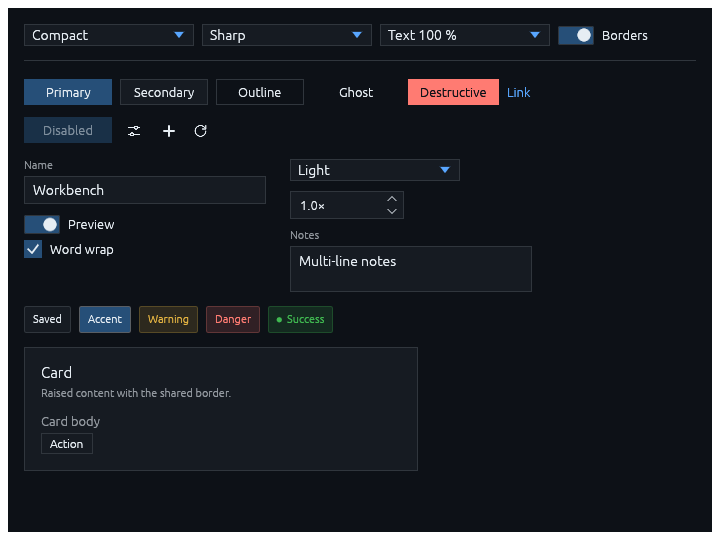 Compact Sharp Text 100 % Borders
Primary Secondary Outline Ghost Destructive Link
Disabled
Name
Workbench
Preview
Word wrap
Light
1.0×
Notes
Multi-line notes
Saved Accent Warning Danger Success
Card
Raised content with the shared border.
Card body
Action